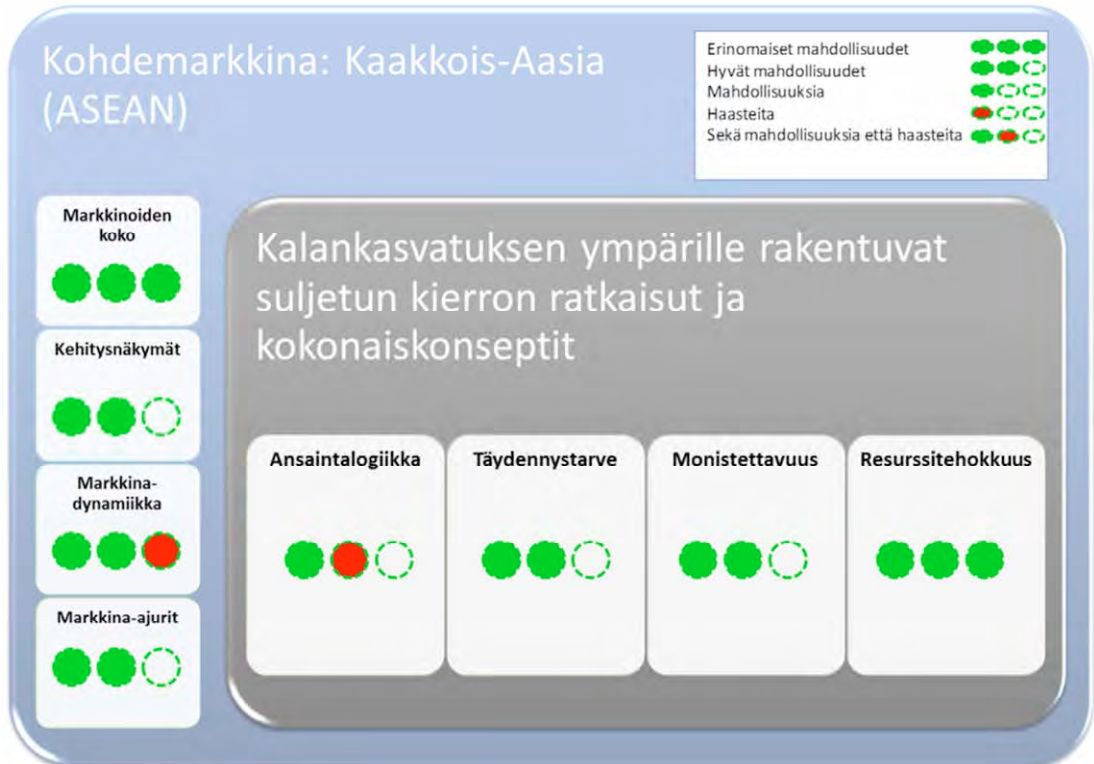 Kohdemarkkina: Kaakkois-Aasia
(ASEAN)
Erinomaiset mahdollisuudet
Hyvät mahdollisuudet
Mahdollisuuksia
Haasteita
Sekä mahdollisuuksia että haasteita
Markkinoiden
koko
Kehitysnäkymät
Markkina-
dynamiikka
Markkina-ajurit
Kalankasvatuksen ympärille rakentuvat
suljetun kierron ratkaisut ja
kokonaiskonseptit
Ansaintalogiikka
Täydennystarve
Monistettavuus
Resurssitehokkuus